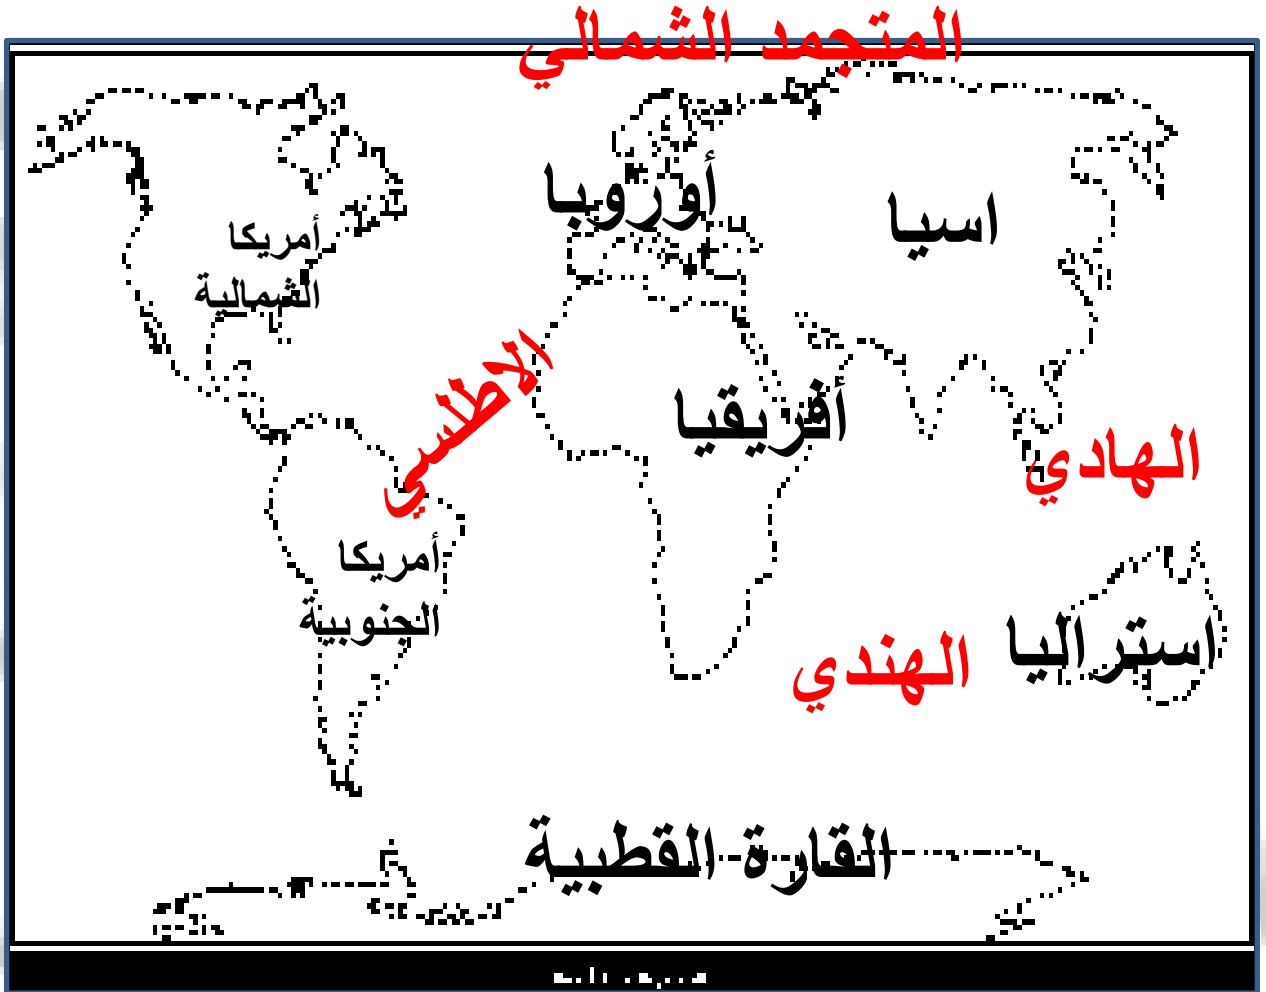 المتجمد الشمالي
أوروبا
اسيا
أمريكا
الشمالية
الاطلسي
أفريقيا
الهادي
أمريكا
الجنوبية
استراليا
الهندي
القارة القطبية